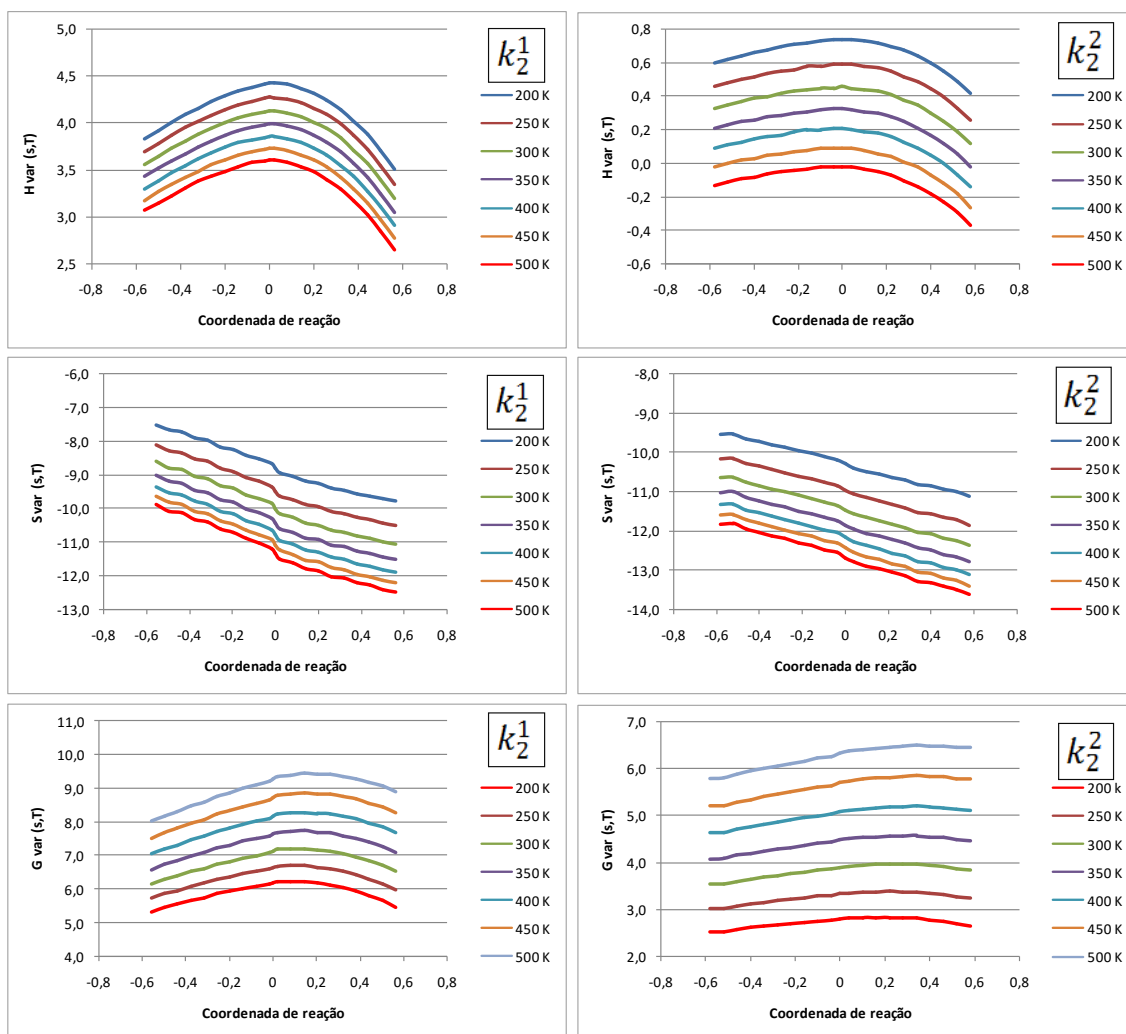 5,0
4,5
4,0
3,5
3,0
2,5
H var (s,T)
-0,8 -0,6 -0,4 -0,2 0 0,2 0,4 0,6 0,8
Coordenada de reação
k₂¹
200 K
250 K
300 K
350 K
400 K
450 K
500 K
0,8
0,6
0,4
0,2
0,0
-0,2
-0,4
-0,6
H var (s,T)
-0,8 -0,6 -0,4 -0,2 0 0,2 0,4 0,6 0,8
Coordenada de reação
k₂²
200 K
250 K
300 K
350 K
400 K
450 K
500 K
-6,0
-7,0
-8,0
-9,0
-10,0
-11,0
-12,0
-13,0
S var (s,T)
-0,8 -0,6 -0,4 -0,2 0 0,2 0,4 0,6 0,8
Coordenada de reação
k₂¹
200 K
250 K
300 K
350 K
400 K
450 K
500 K
-8,0
-9,0
-10,0
-11,0
-12,0
-13,0
-14,0
S var (s,T)
-0,8 -0,6 -0,4 -0,2 0 0,2 0,4 0,6 0,8
Coordenada de reação
k₂²
200 K
250 K
300 K
350 K
400 K
450 K
500 K
11,0
10,0
9,0
8,0
7,0
6,0
5,0
4,0
G var (s,T)
-0,8 -0,6 -0,4 -0,2 0 0,2 0,4 0,6 0,8
Coordenada de reação
k₂¹
200 K
250 K
300 K
350 K
400 K
450 K
500 K
7,0
6,0
5,0
4,0
3,0
2,0
G var (s,T)
-0,8 -0,6 -0,4 -0,2 0 0,2 0,4 0,6 0,8
Coordenada de reação
k₂²
200 k
250 K
300 K
350 K
400 K
450 K
500 K